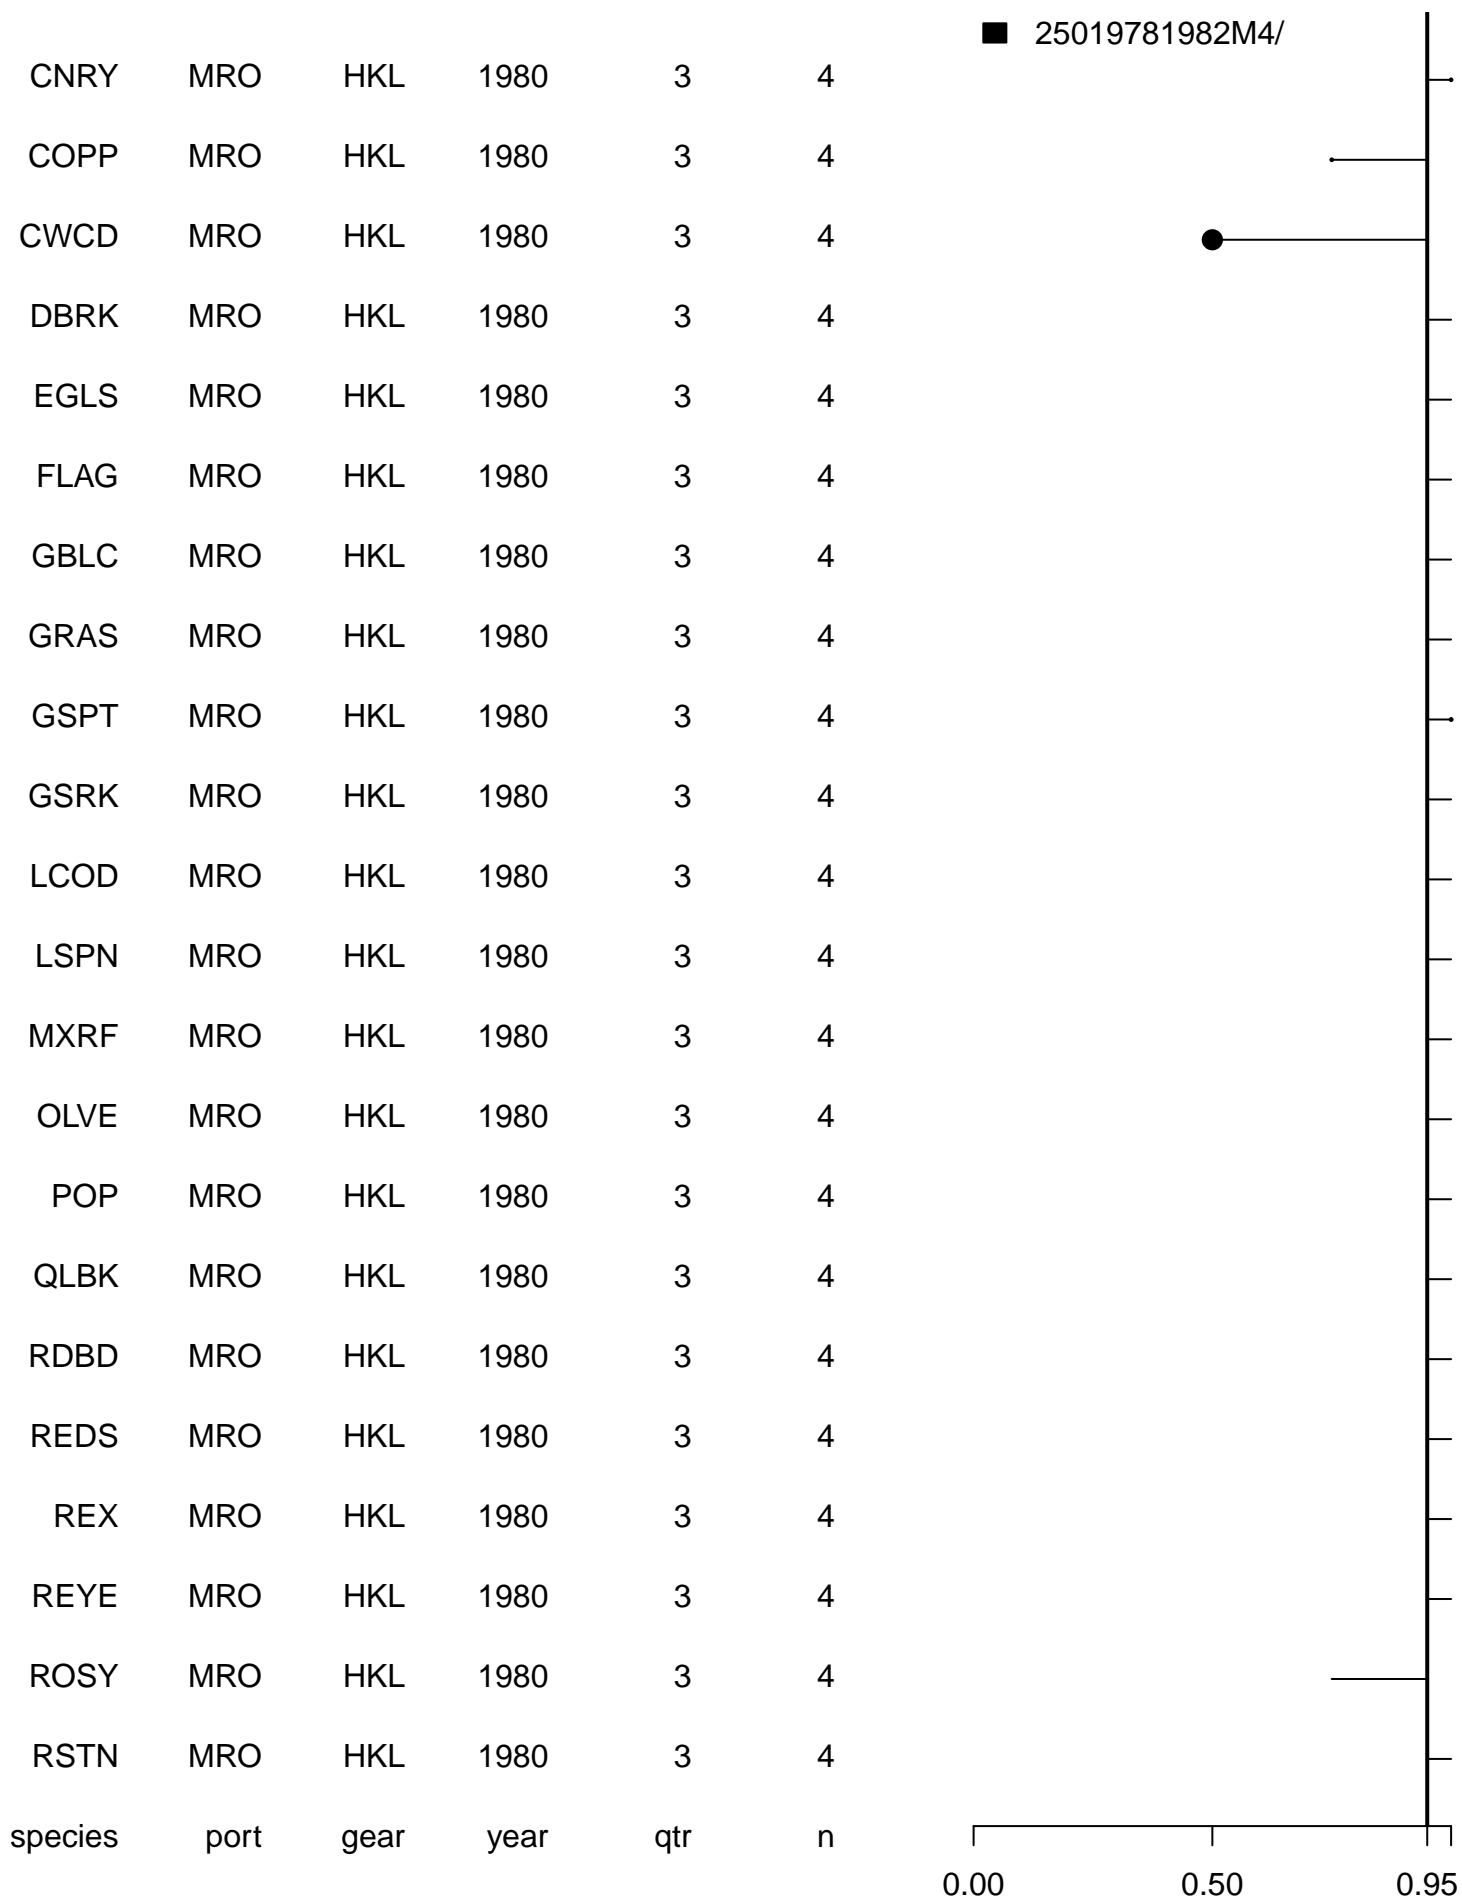 25019781982M4/
CNRY MRO HKL 1980 3 4
COPP MRO HKL 1980 3 4
CWCD MRO HKL 1980 3 4
DBRK MRO HKL 1980 3 4
EGLS MRO HKL 1980 3 4
FLAG MRO HKL 1980 3 4
GBLC MRO HKL 1980 3 4
GRAS MRO HKL 1980 3 4
GSPT MRO HKL 1980 3 4
GSRK MRO HKL 1980 3 4
LCOD MRO HKL 1980 3 4
LSPN MRO HKL 1980 3 4
MXRF MRO HKL 1980 3 4
OLVE MRO HKL 1980 3 4
POP MRO HKL 1980 3 4
QLBK MRO HKL 1980 3 4
RDBD MRO HKL 1980 3 4
REDS MRO HKL 1980 3 4
REX MRO HKL 1980 3 4
REYE MRO HKL 1980 3 4
ROSY MRO HKL 1980 3 4
RSTN MRO HKL 1980 3 4
species port gear year qtr n
0.00 0.50 0.95